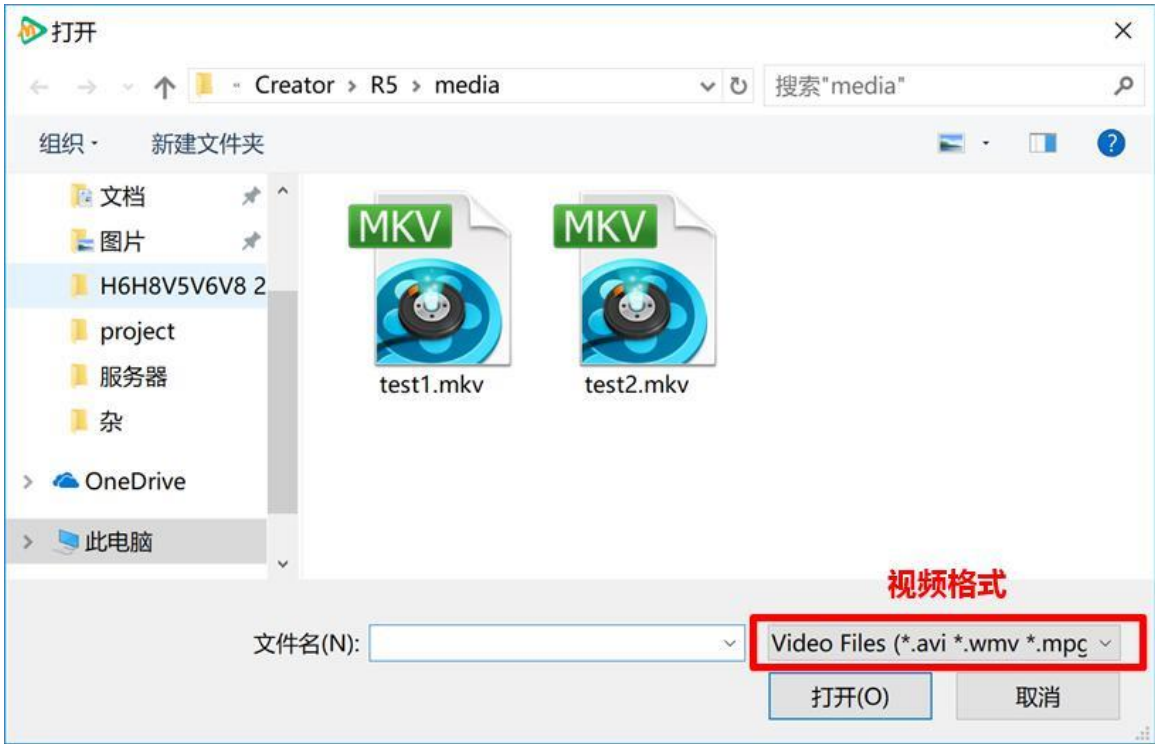 打开
Creator > R5 > media
搜索"media"
组织
新建文件夹
文档
图片
H6H8V5V6V8 2
project
服务器
杂
OneDrive
此电脑
MKV
MKV
test1.mkv
test2.mkv
视频格式
文件名(N):
Video Files (*.avi *.wmv *.mpg
打开(O)
取消